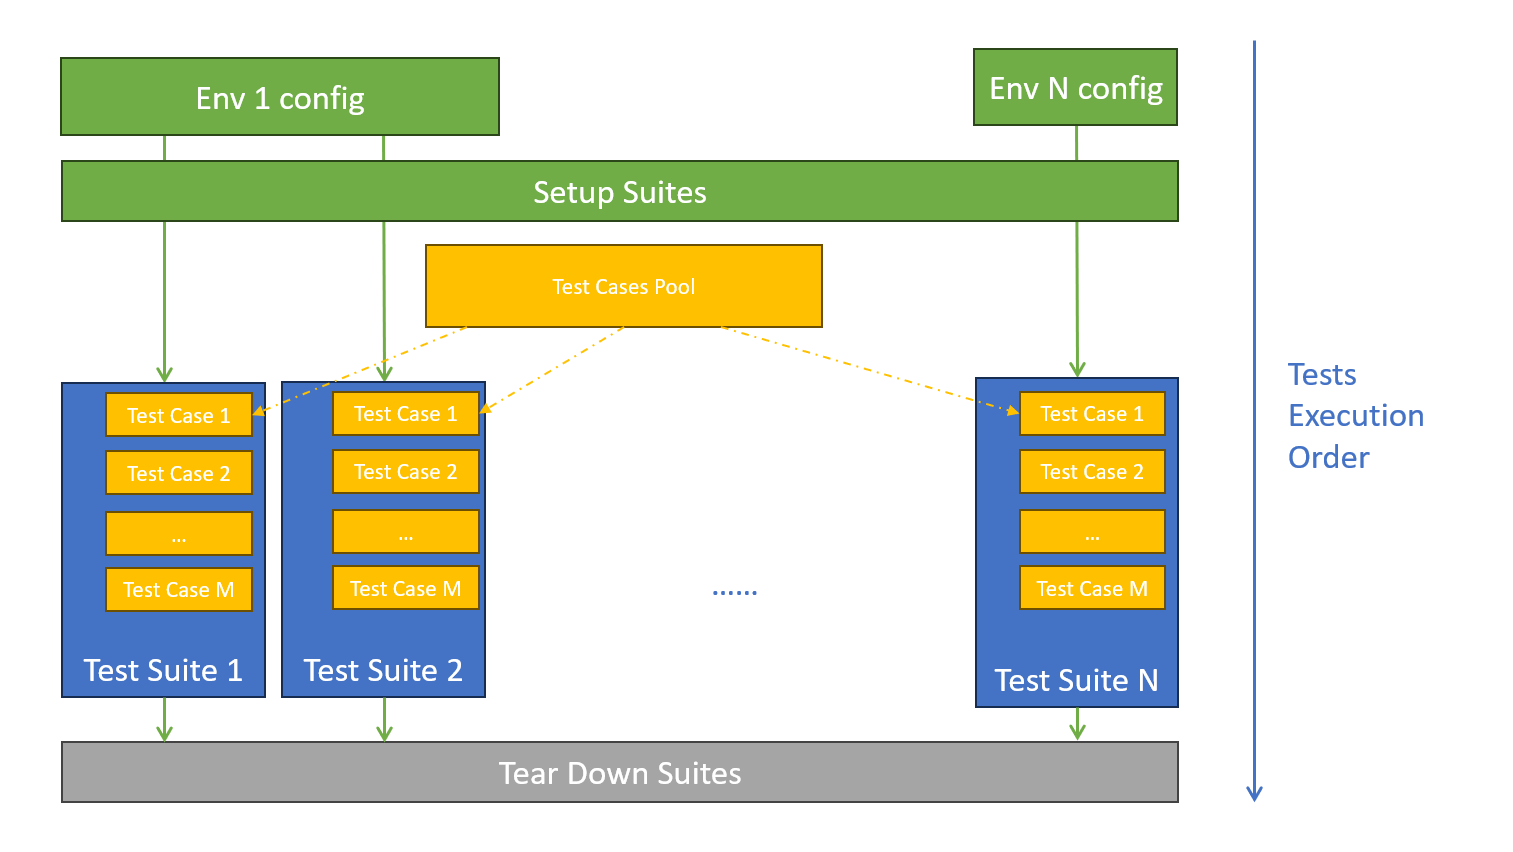 Env 1 config
Env N config
Setup Suites
Test Cases Pool
Test Case 1
Test Case 2
...
Test Case M
Test Suite 1
Test Case 1
Test Case 2
...
Test Case M
Test Suite 2
......
Test Case 1
Test Case 2
...
Test Case M
Test Suite N
Tear Down Suites
Tests
Execution
Order